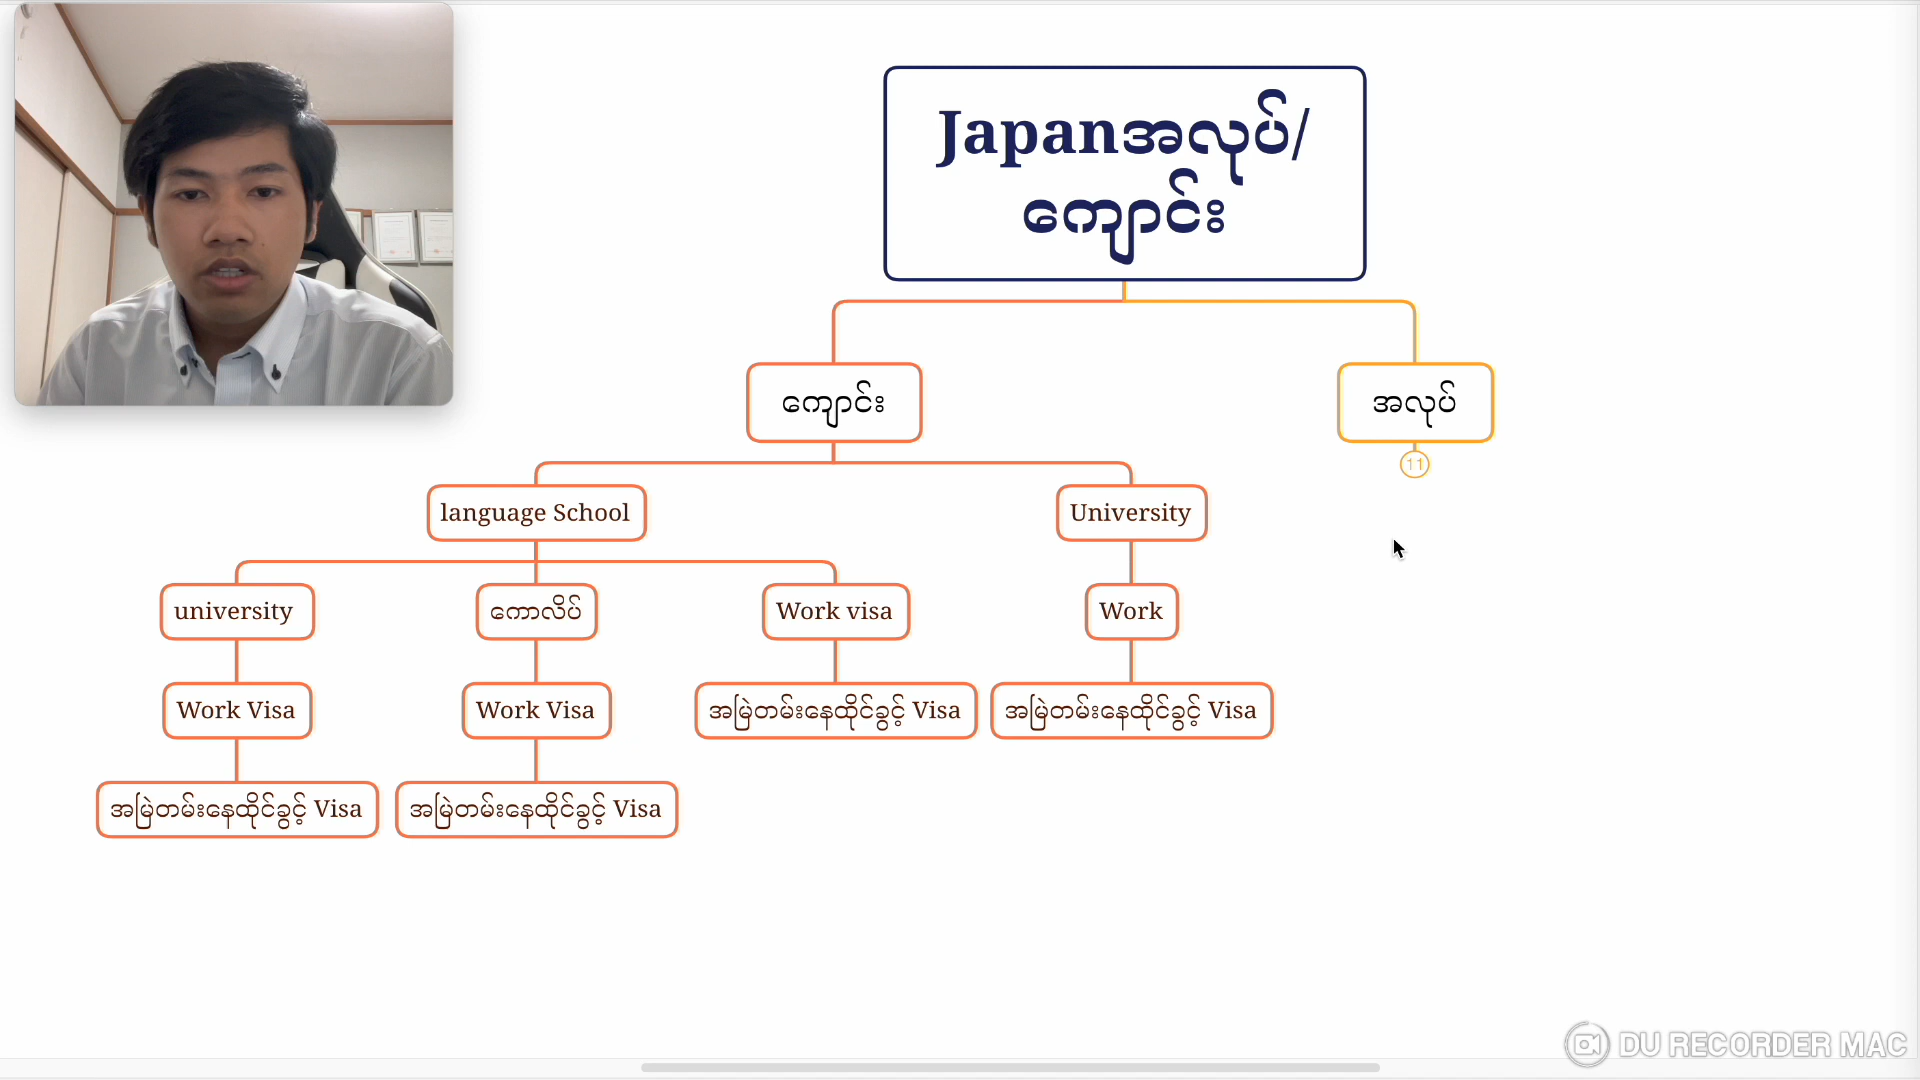 Japanအလုပ်/
ကျောင်း
ကျောင်း
အလုပ်
11
language School
University
university
ကောလိပ်
Work visa
Work
Work Visa
Work Visa
အမြဲတမ်းနေထိုင်ခွင့် Visa
အမြဲတမ်းနေထိုင်ခွင့် Visa
အမြဲတမ်းနေထိုင်ခွင့် Visa
အမြဲတမ်းနေထိုင်ခွင့် Visa
DU RECORDER MAC